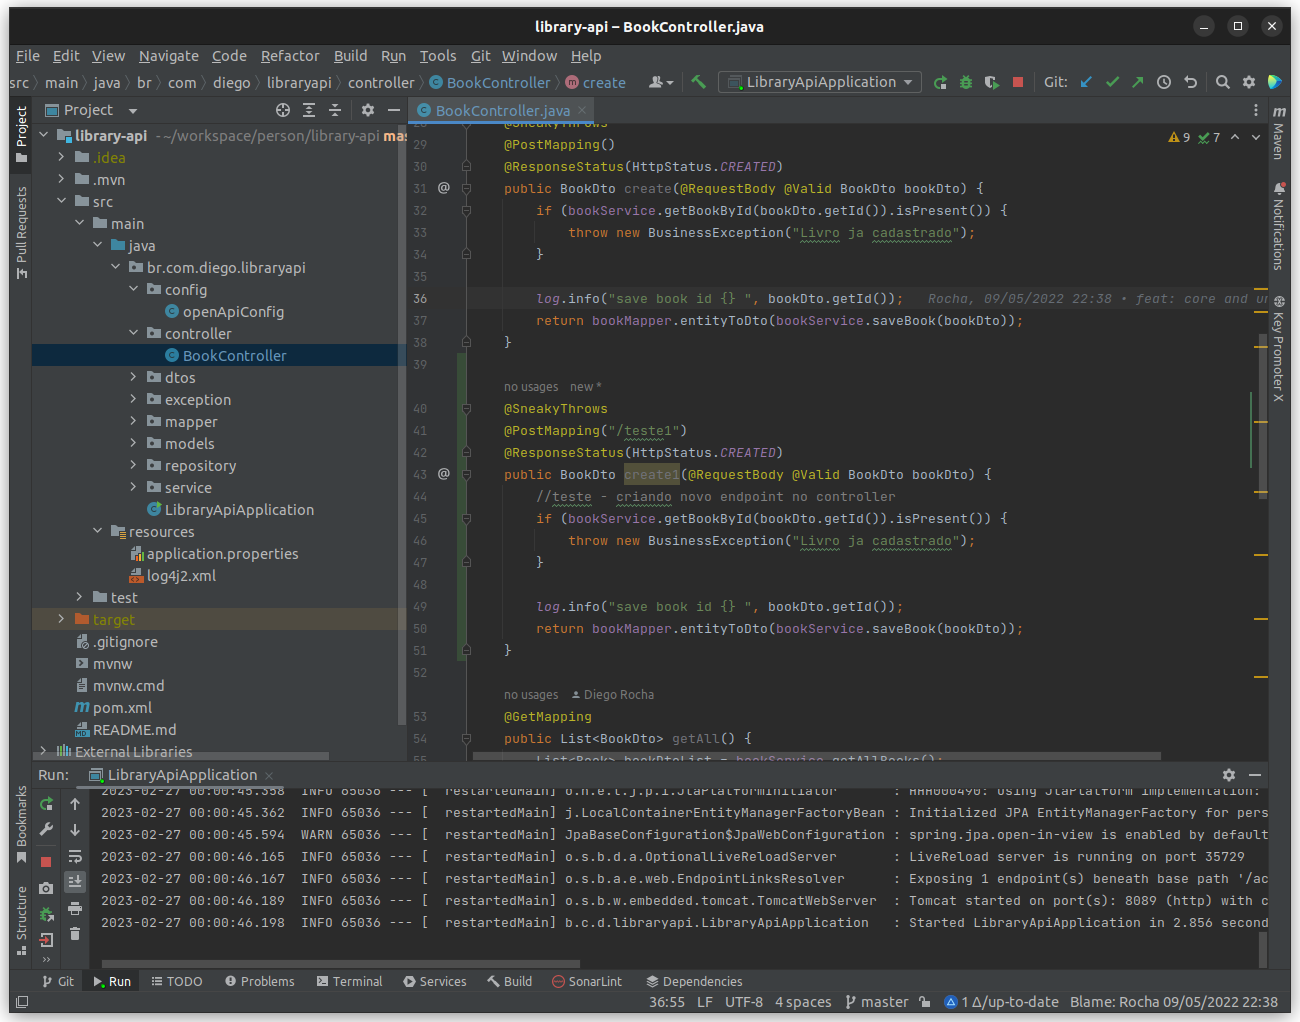 library-api – BookController.java
File Edit View Navigate Code Refactor Build Run Tools Git Window Help
src main java br com diego libraryapi controller BookController create LibraryApiApplication Git:
Project
BookController.java
Project
Pull Requests
Bookmarks
Structure
library-api ~/workspace/person/library-api mas
.idea
.mvn
src
main
java
br.com.diego.libraryapi
config
openApiConfig
controller
BookController
dtos
exception
mapper
models
repository
service
LibraryApiApplication
resources
application.properties
log4j2.xml
test
target
.gitignore
mvnw
mvnw.cmd
pom.xml
README.md
External Libraries
9 7
28 @SneakyThrows
29 @PostMapping()
30 @ResponseStatus(HttpStatus.CREATED)
31 @ public BookDto create(@RequestBody @Valid BookDto bookDto) {
32 if (bookService.getBookById(bookDto.getId()).isPresent()) {
33 throw new BusinessException("Livro ja cadastrado");
34 }
35
36 log.info("save book id {} ", bookDto.getId()); Rocha, 09/05/2022 22:38 • feat: core and un
37 return bookMapper.entityToDto(bookService.saveBook(bookDto));
38 }
39
no usages new *
40 @SneakyThrows
41 @PostMapping("/teste1")
42 @ResponseStatus(HttpStatus.CREATED)
43 @ public BookDto create1(@RequestBody @Valid BookDto bookDto) {
44 //teste - criando novo endpoint no controller
45 if (bookService.getBookById(bookDto.getId()).isPresent()) {
46 throw new BusinessException("Livro ja cadastrado");
47 }
48
49 log.info("save book id {} ", bookDto.getId());
50 return bookMapper.entityToDto(bookService.saveBook(bookDto));
51 }
52
no usages Diego Rocha
53 @GetMapping
54 public List<BookDto> getAll() {
55 List<Book> bookDtoList = bookService.getAllBooks();
Maven
Notifications
Key Promoter X
Run: LibraryApiApplication
2023-02-27 00:00:45.358 INFO 65036 --- [ restartedMain] o.h.e.t.j.p.i.JtaPlatformInitiator : HHH000490: Using JtaPlatform implementation:
2023-02-27 00:00:45.362 INFO 65036 --- [ restartedMain] j.LocalContainerEntityManagerFactoryBean : Initialized JPA EntityManagerFactory for pers
2023-02-27 00:00:45.594 WARN 65036 --- [ restartedMain] JpaBaseConfiguration$JpaWebConfiguration : spring.jpa.open-in-view is enabled by default
2023-02-27 00:00:46.165 INFO 65036 --- [ restartedMain] o.s.b.d.a.OptionalLiveReloadServer : LiveReload server is running on port 35729
2023-02-27 00:00:46.167 INFO 65036 --- [ restartedMain] o.s.b.a.e.web.EndpointLinksResolver : Exposing 1 endpoint(s) beneath base path '/ac
2023-02-27 00:00:46.189 INFO 65036 --- [ restartedMain] o.s.b.w.embedded.tomcat.TomcatWebServer : Tomcat started on port(s): 8089 (http) with c
2023-02-27 00:00:46.198 INFO 65036 --- [ restartedMain] b.c.d.libraryapi.LibraryApiApplication : Started LibraryApiApplication in 2.856 second
Git Run TODO Problems Terminal Services Build SonarLint Dependencies
36:55 LF UTF-8 4 spaces master 1 Δ/up-to-date Blame: Rocha 09/05/2022 22:38